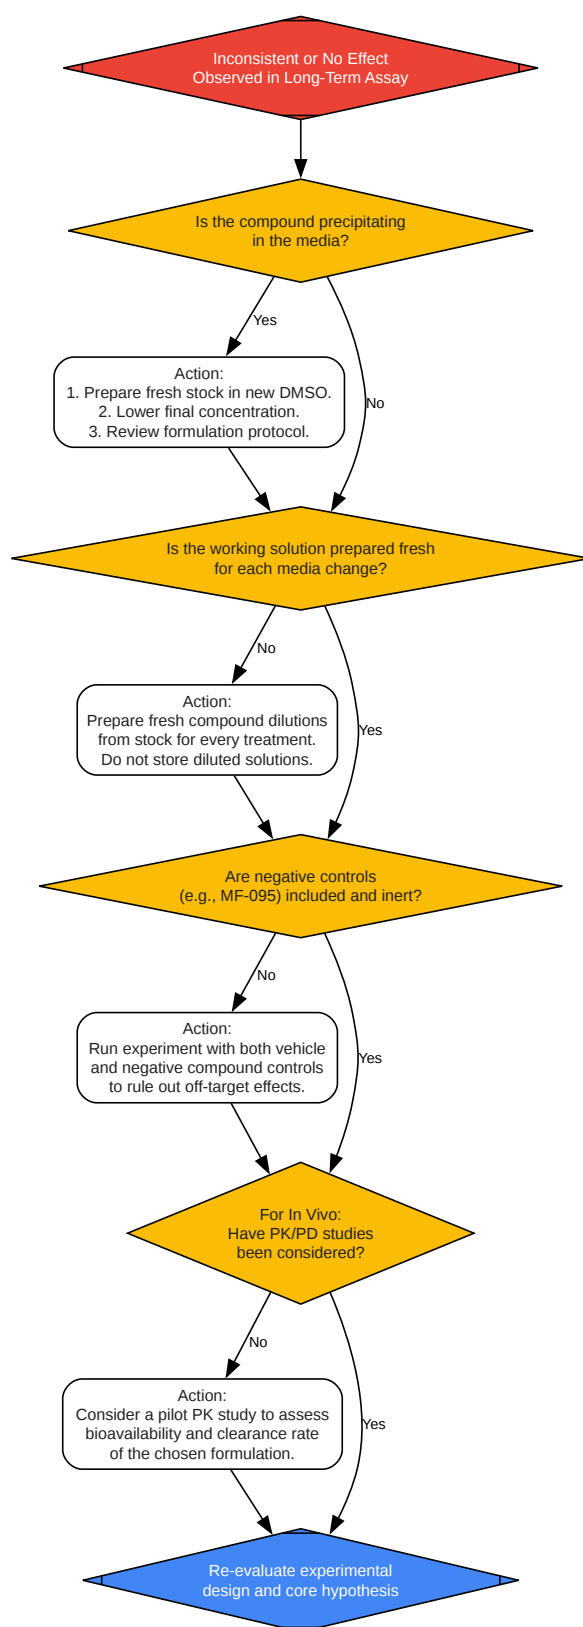 Inconsistent or No Effect
Observed in Long-Term Assay
Is the compound precipitating
in the media?
Yes
No
Action:
1. Prepare fresh stock in new DMSO.
2. Lower final concentration.
3. Review formulation protocol.
Is the working solution prepared fresh
for each media change?
No
Yes
Action:
Prepare fresh compound dilutions
from stock for every treatment.
Do not store diluted solutions.
Are negative controls
(e.g., MF-095) included and inert?
No
Yes
Action:
Run experiment with both vehicle
and negative compound controls
to rule out off-target effects.
For In Vivo:
Have PK/PD studies
been considered?
No
Yes
Action:
Consider a pilot PK study to assess
bioavailability and clearance rate
of the chosen formulation.
Re-evaluate experimental
design and core hypothesis